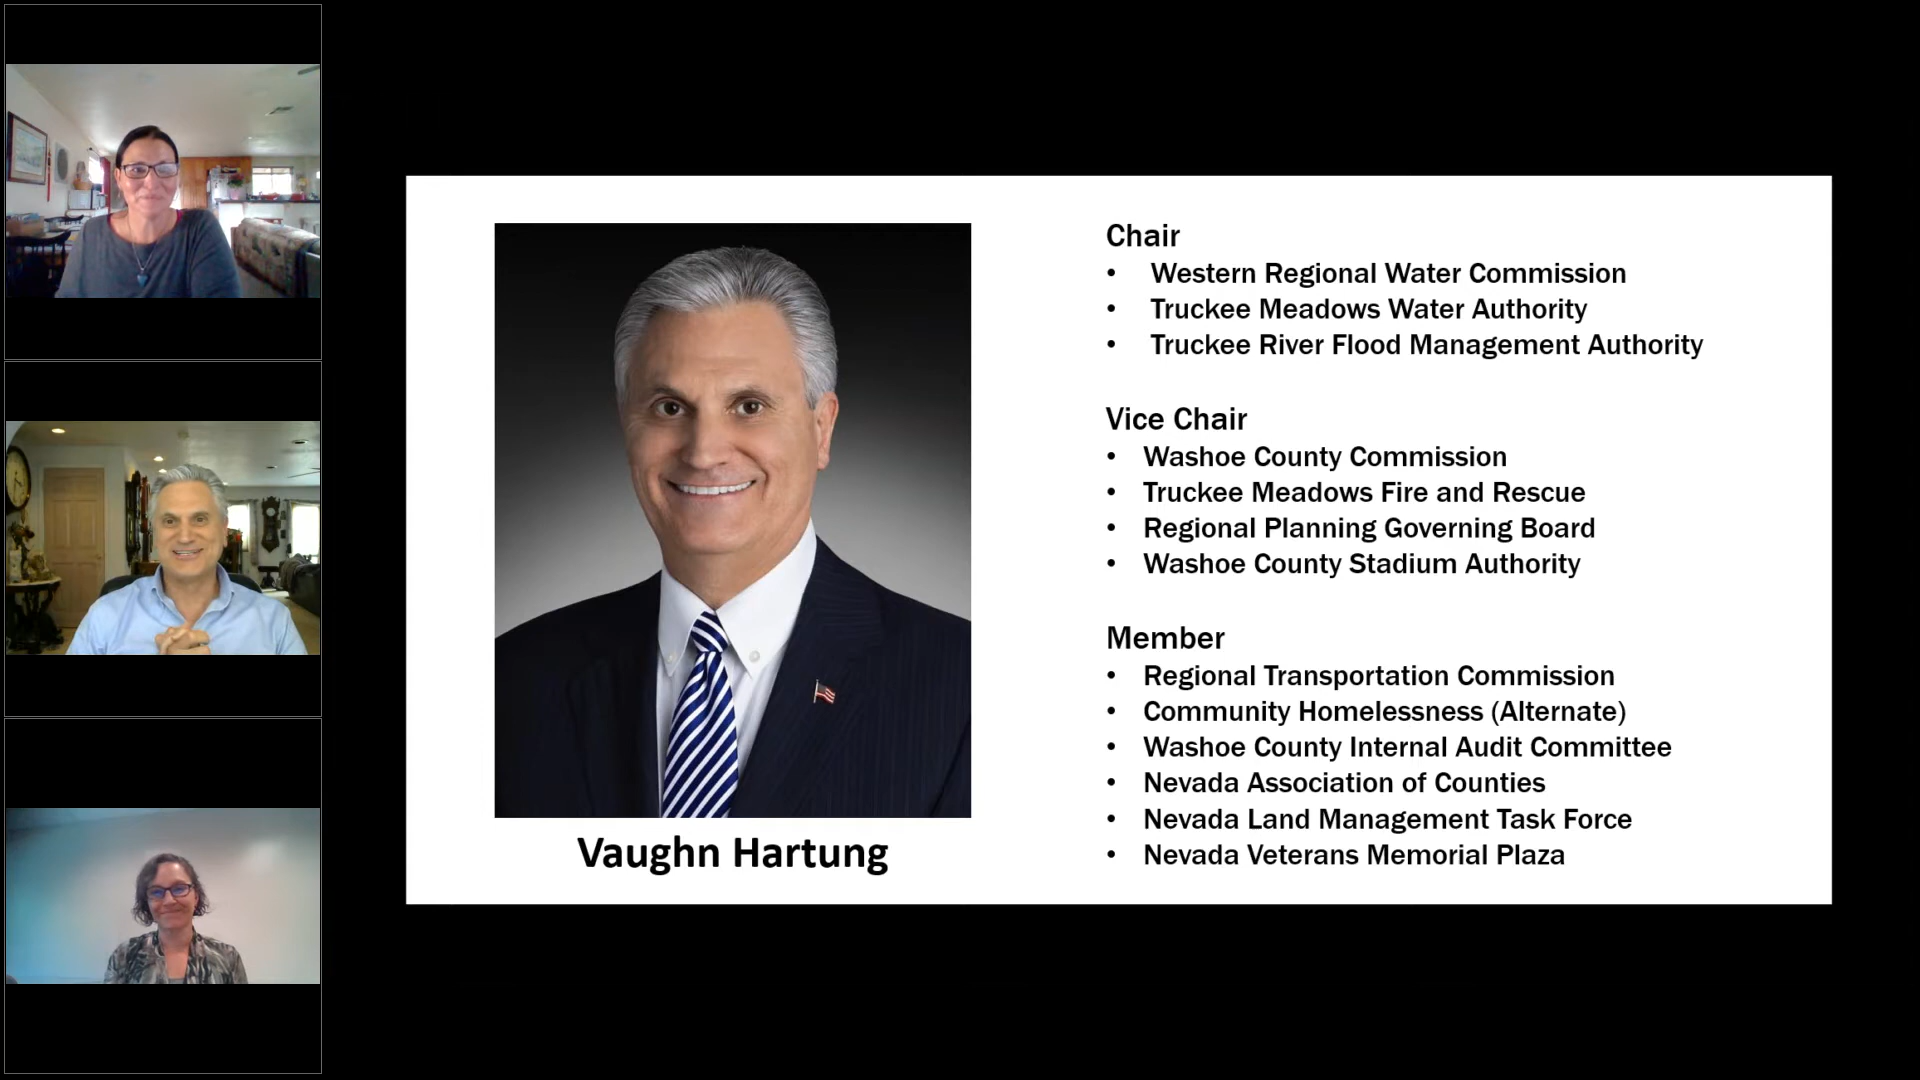 Chair
• Western Regional Water Commission
• Truckee Meadows Water Authority
• Truckee River Flood Management Authority
Vice Chair
• Washoe County Commission
• Truckee Meadows Fire and Rescue
• Regional Planning Governing Board
• Washoe County Stadium Authority
Member
• Regional Transportation Commission
• Community Homelessness (Alternate)
• Washoe County Internal Audit Committee
• Nevada Association of Counties
• Nevada Land Management Task Force
• Nevada Veterans Memorial Plaza
Vaughn Hartung